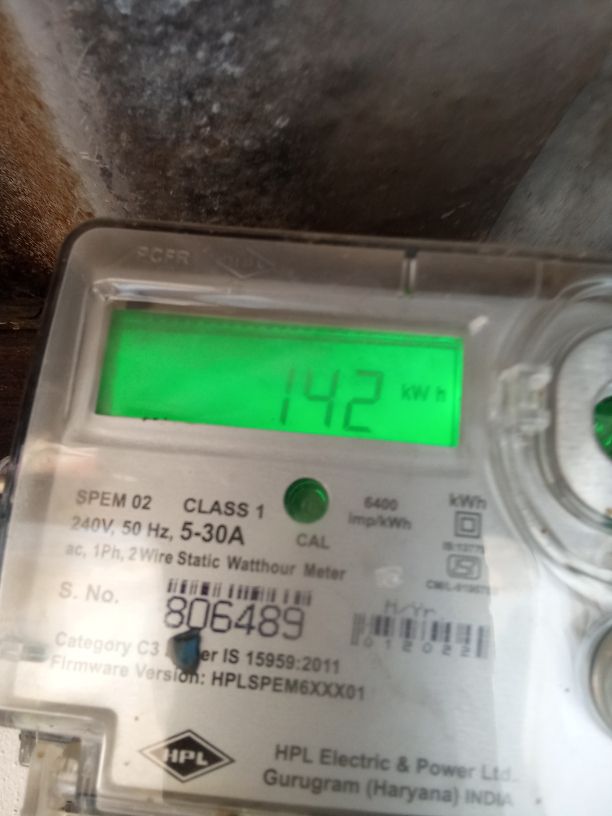 142 kWh
SPEM 02 CLASS 1
240V, 50 Hz, 5-30A
ac, 1Ph, 2 Wire Static Watthour Meter
6400
imp/kWh
CAL
kWh
S. No.
806489
M/Yr
012022
Category C3 IS 15959:2011
Firmware Version: HPLSPEM6XXX01
HPL
HPL Electric & Power Ltd.
Gurugram (Haryana) INDIA